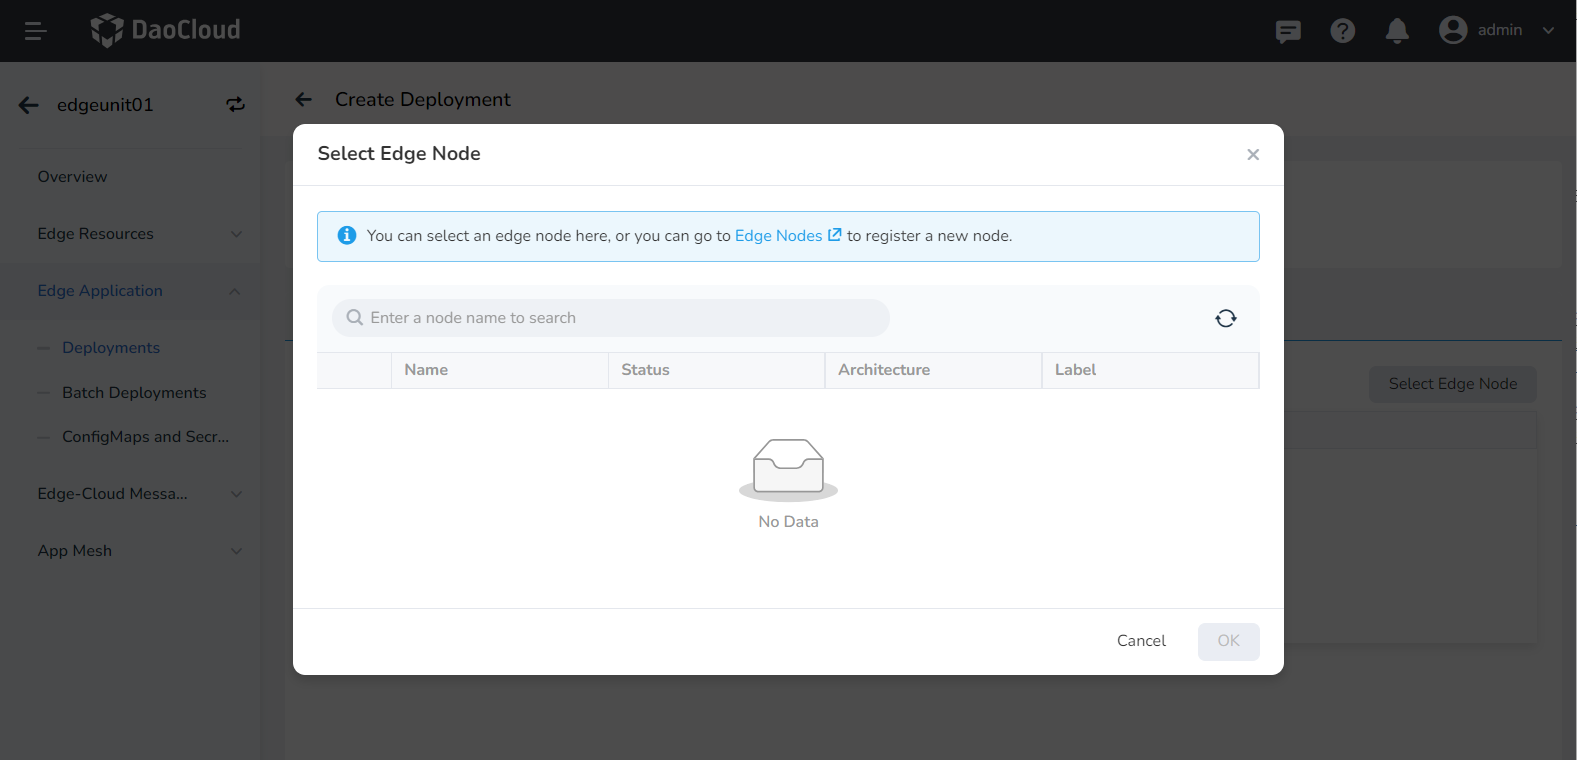 DaoCloud
admin
edgeunit01
Create Deployment
Overview
Edge Resources
Edge Application
Deployments
Batch Deployments
ConfigMaps and Secr...
Edge-Cloud Messa...
App Mesh
Select Edge Node
You can select an edge node here, or you can go to Edge Nodes to register a new node.
Enter a node name to search
Name Status Architecture Label
No Data
Cancel OK
Select Edge Node